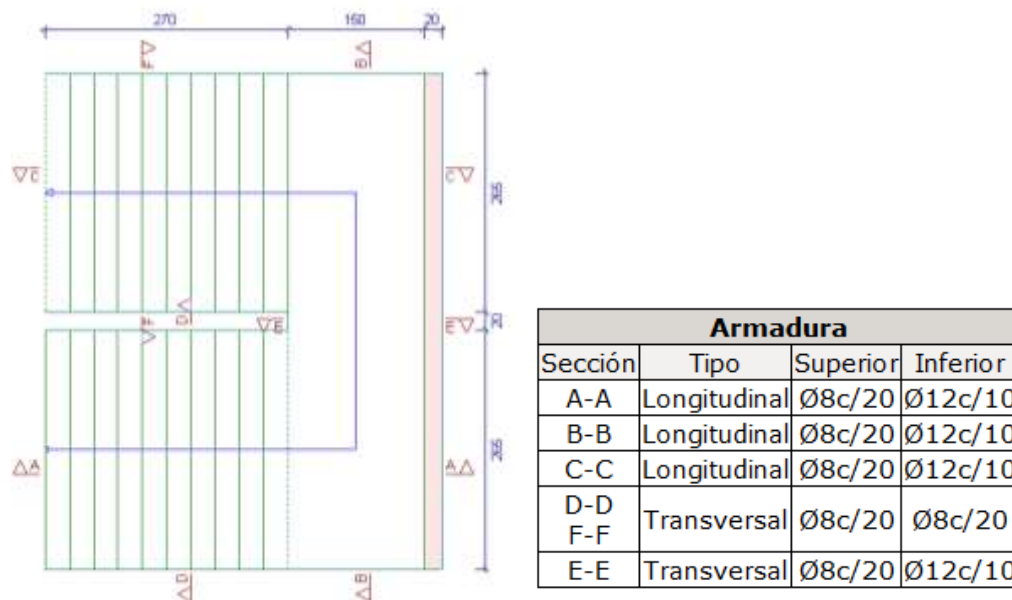 270 160 20
F B
C C
265
D
F E E
20
265
A A
D B
Armadura
Sección Tipo Superior Inferior
A-A Longitudinal Ø8c/20 Ø12c/10
B-B Longitudinal Ø8c/20 Ø12c/10
C-C Longitudinal Ø8c/20 Ø12c/10
D-D
F-F Transversal Ø8c/20 Ø8c/20
E-E Transversal Ø8c/20 Ø12c/10